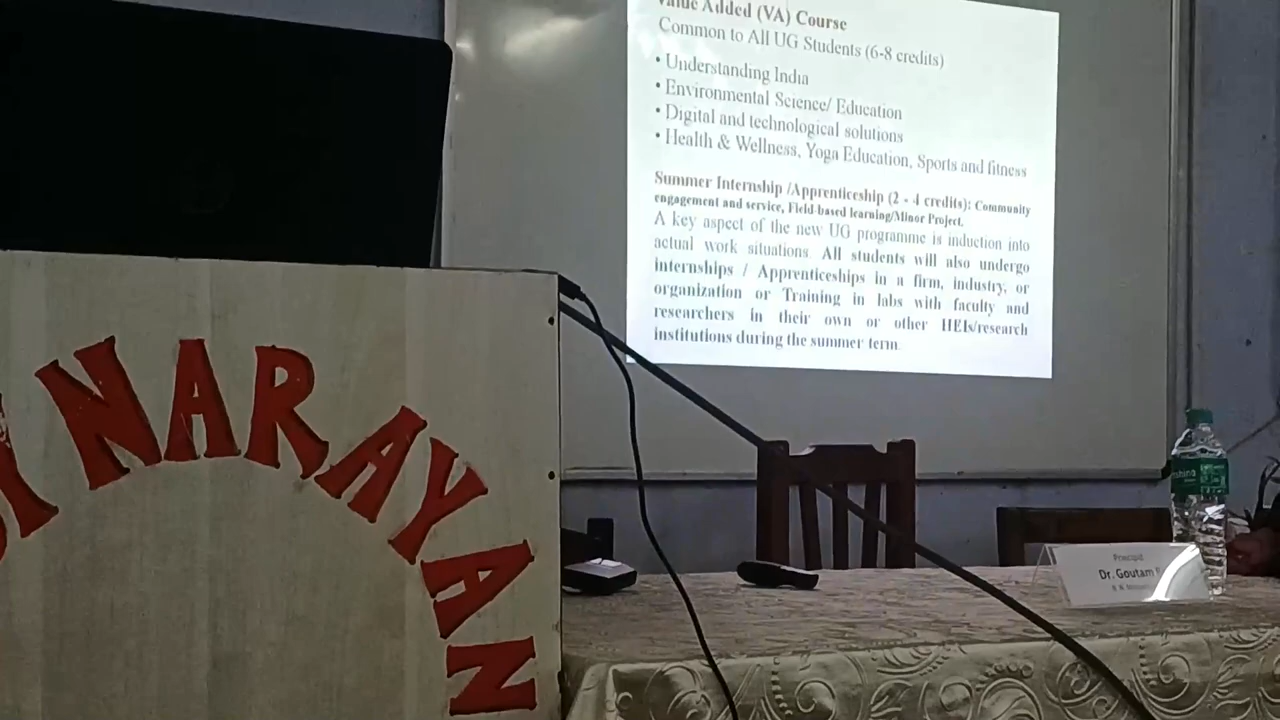 Value Added (VA) Course
Common to All UG Students (6-8 credits)
• Understanding India
• Environmental Science/ Education
• Digital and technological solutions
• Health & Wellness, Yoga Education, Sports and fitness
Summer Internship /Apprenticeship (2 - 4 credits): Community
engagement and service, Field-based learning/Minor Project.
A key aspect of the new UG programme is induction into
actual work situations. All students will also undergo
internships / Apprenticeships in a firm, industry, or
organization or Training in labs with faculty and
researchers in their own or other HEIs/research
institutions during the summer term.
NARAYAN
Principal
Dr. Goutam